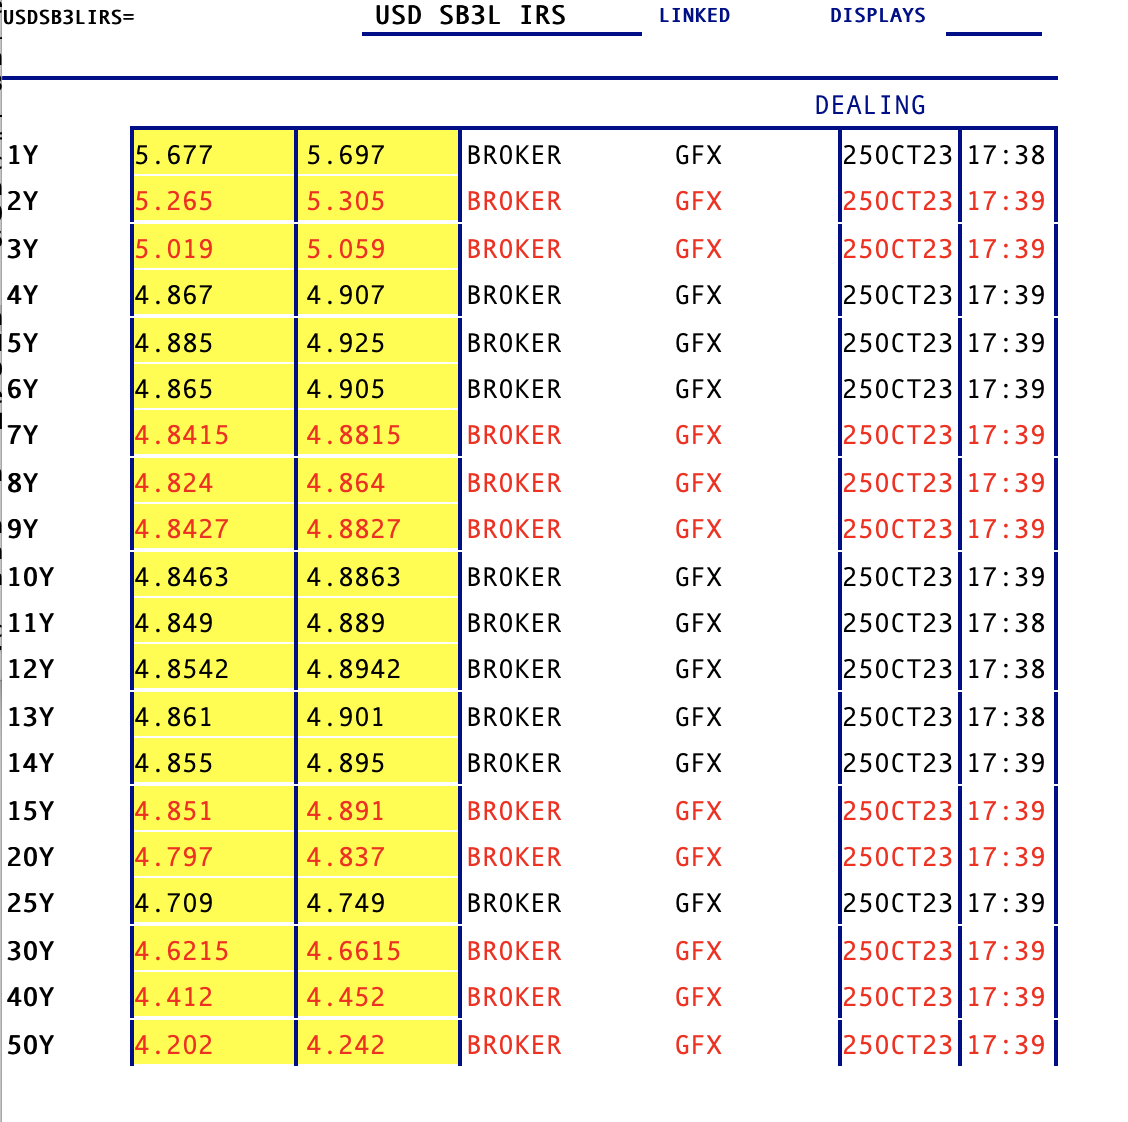 USDSB3LIRS= USD SB3L IRS LINKED DISPLAYS
DEALING
1Y 5.677 5.697 BROKER GFX 25OCT23 17:38
2Y 5.265 5.305 BROKER GFX 25OCT23 17:39
3Y 5.019 5.059 BROKER GFX 25OCT23 17:39
4Y 4.867 4.907 BROKER GFX 25OCT23 17:39
5Y 4.885 4.925 BROKER GFX 25OCT23 17:39
6Y 4.865 4.905 BROKER GFX 25OCT23 17:39
7Y 4.8415 4.8815 BROKER GFX 25OCT23 17:39
8Y 4.824 4.864 BROKER GFX 25OCT23 17:39
9Y 4.8427 4.8827 BROKER GFX 25OCT23 17:39
10Y 4.8463 4.8863 BROKER GFX 25OCT23 17:39
11Y 4.849 4.889 BROKER GFX 25OCT23 17:38
12Y 4.8542 4.8942 BROKER GFX 25OCT23 17:38
13Y 4.861 4.901 BROKER GFX 25OCT23 17:38
14Y 4.855 4.895 BROKER GFX 25OCT23 17:39
15Y 4.851 4.891 BROKER GFX 25OCT23 17:39
20Y 4.797 4.837 BROKER GFX 25OCT23 17:39
25Y 4.709 4.749 BROKER GFX 25OCT23 17:39
30Y 4.6215 4.6615 BROKER GFX 25OCT23 17:39
40Y 4.412 4.452 BROKER GFX 25OCT23 17:39
50Y 4.202 4.242 BROKER GFX 25OCT23 17:39